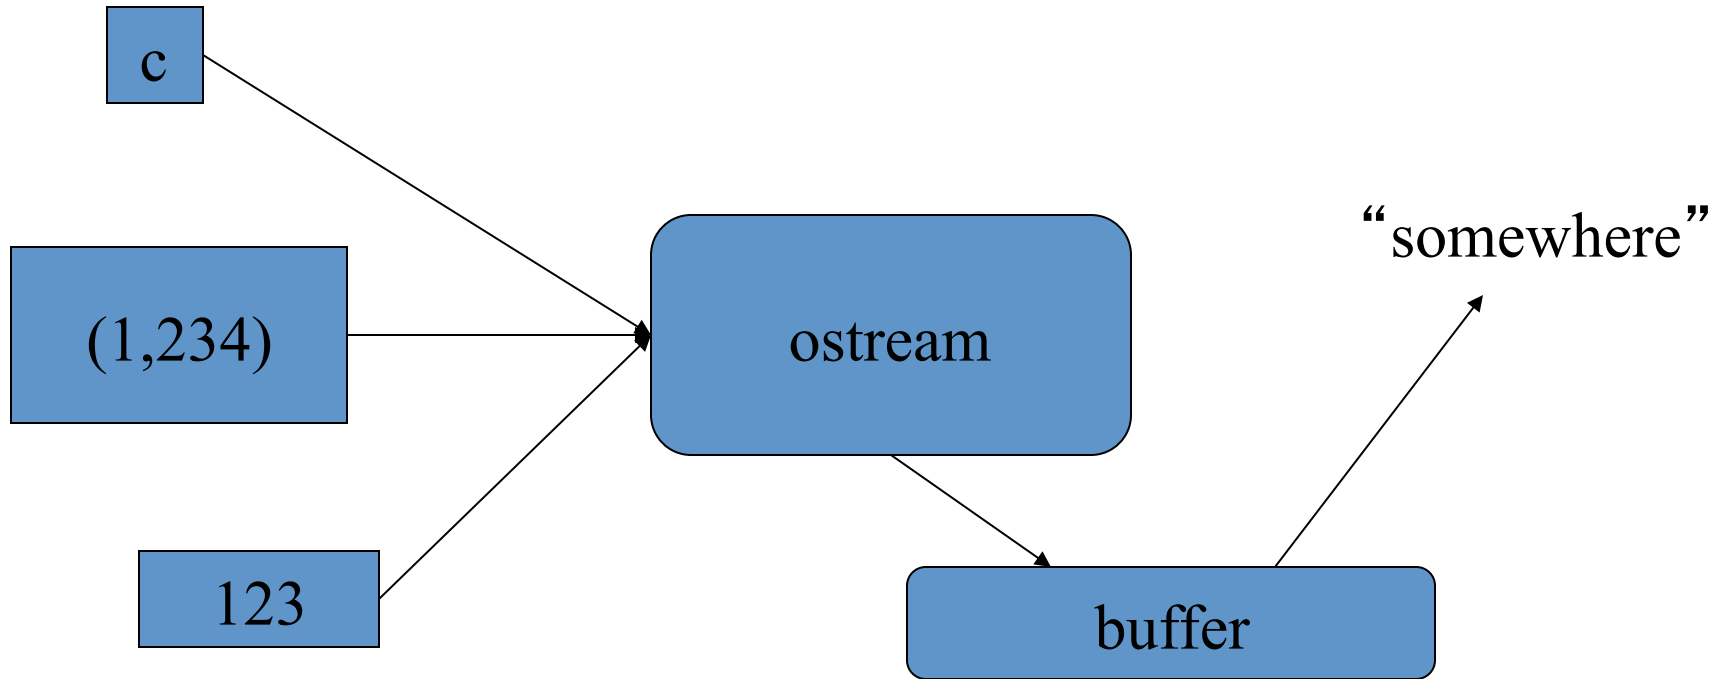 c
(1,234)
123
ostream
buffer
“somewhere”